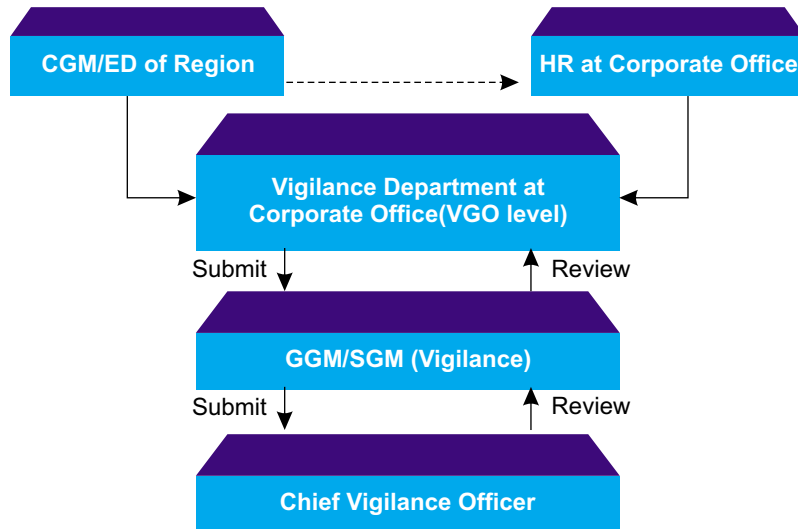 CGM/ED of Region
HR at Corporate Office
Vigilance Department at
Corporate Office(VGO level)
Submit
Review
GGM/SGM (Vigilance)
Submit
Review
Chief Vigilance Officer